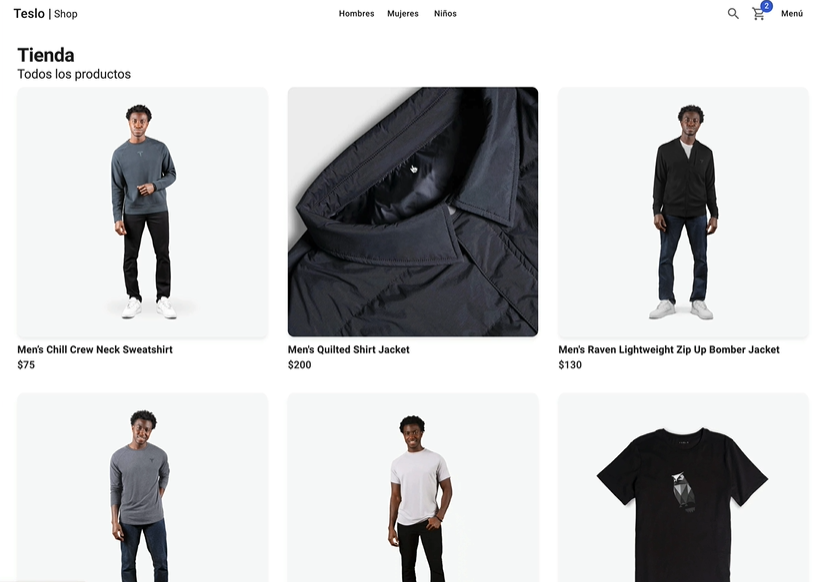 Teslo | Shop
Hombres Mujeres Niños
2
Menú
Tienda
Todos los productos
Men's Chill Crew Neck Sweatshirt
$75
Men's Quilted Shirt Jacket
$200
Men's Raven Lightweight Zip Up Bomber Jacket
$130